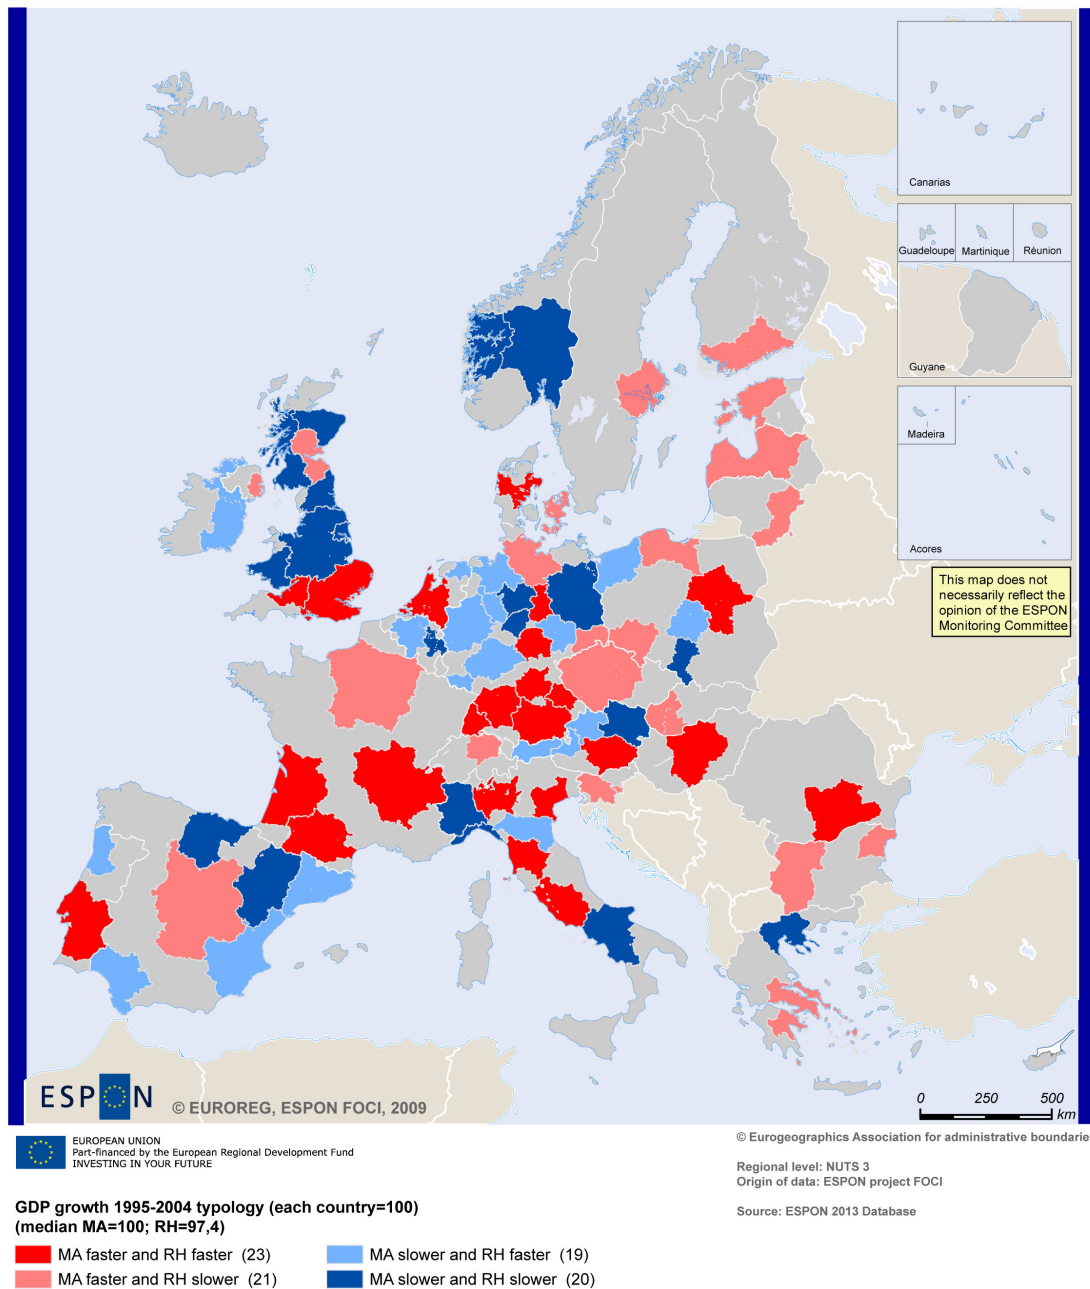 Canarias
Guadeloupe
Martinique
Réunion
Guyane
Madeira
Acores
This map does not
necessarily reflect the
opinion of the ESPON
Monitoring Committee
ESPON
© EUROREG, ESPON FOCI, 2009
0 250 500
km
EUROPEAN UNION
Part-financed by the European Regional Development Fund
INVESTING IN YOUR FUTURE
© Eurogeographics Association for administrative boundarie
Regional level: NUTS 3
Origin of data: ESPON project FOCI
Source: ESPON 2013 Database
GDP growth 1995-2004 typology (each country=100)
(median MA=100; RH=97,4)
MA faster and RH faster (23)
MA faster and RH slower (21)
MA slower and RH faster (19)
MA slower and RH slower (20)